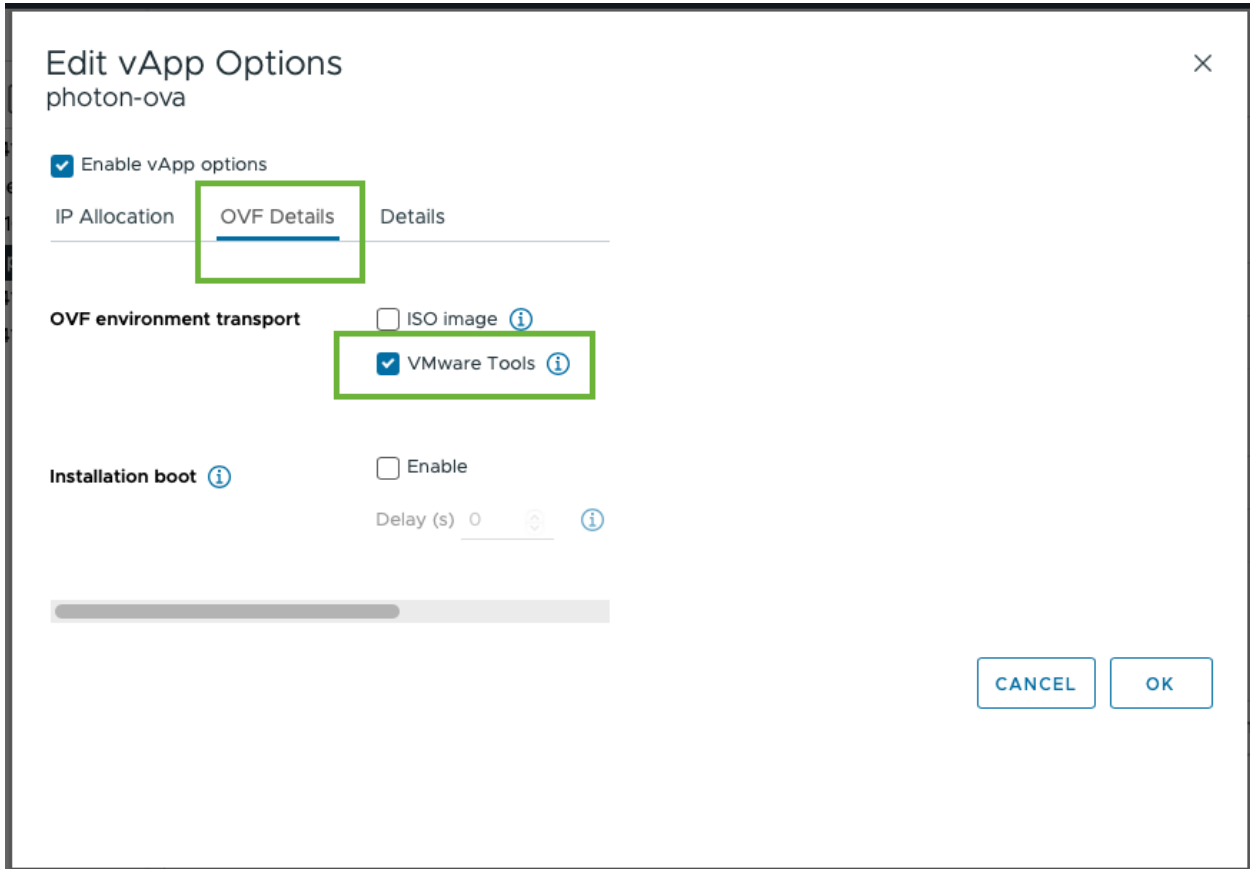 Edit vApp Options
photon-ova
Enable vApp options
IP Allocation OVF Details Details
OVF environment transport ISO image
VMware Tools
Installation boot Enable
Delay (s) 0
CANCEL OK